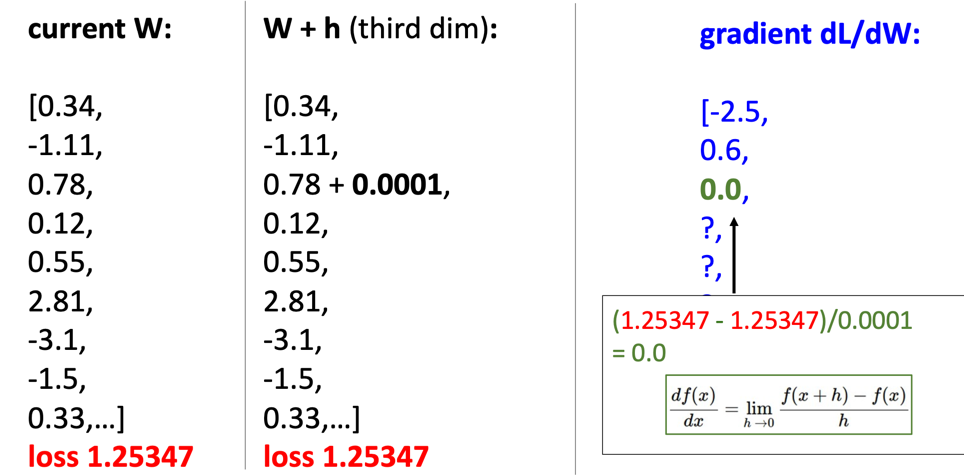 current W:
[0.34,
-1.11,
0.78,
0.12,
0.55,
2.81,
-3.1,
-1.5,
0.33,...]
loss 1.25347
W + h (third dim):
[0.34,
-1.11,
0.78 + 0.0001,
0.12,
0.55,
2.81,
-3.1,
-1.5,
0.33,...]
loss 1.25347
gradient dL/dW:
[-2.5,
0.6,
0.0,
?,
?,
(1.25347 - 1.25347)/0.0001
= 0.0
df(x)/dx = lim h→0 f(x + h) − f(x)/h